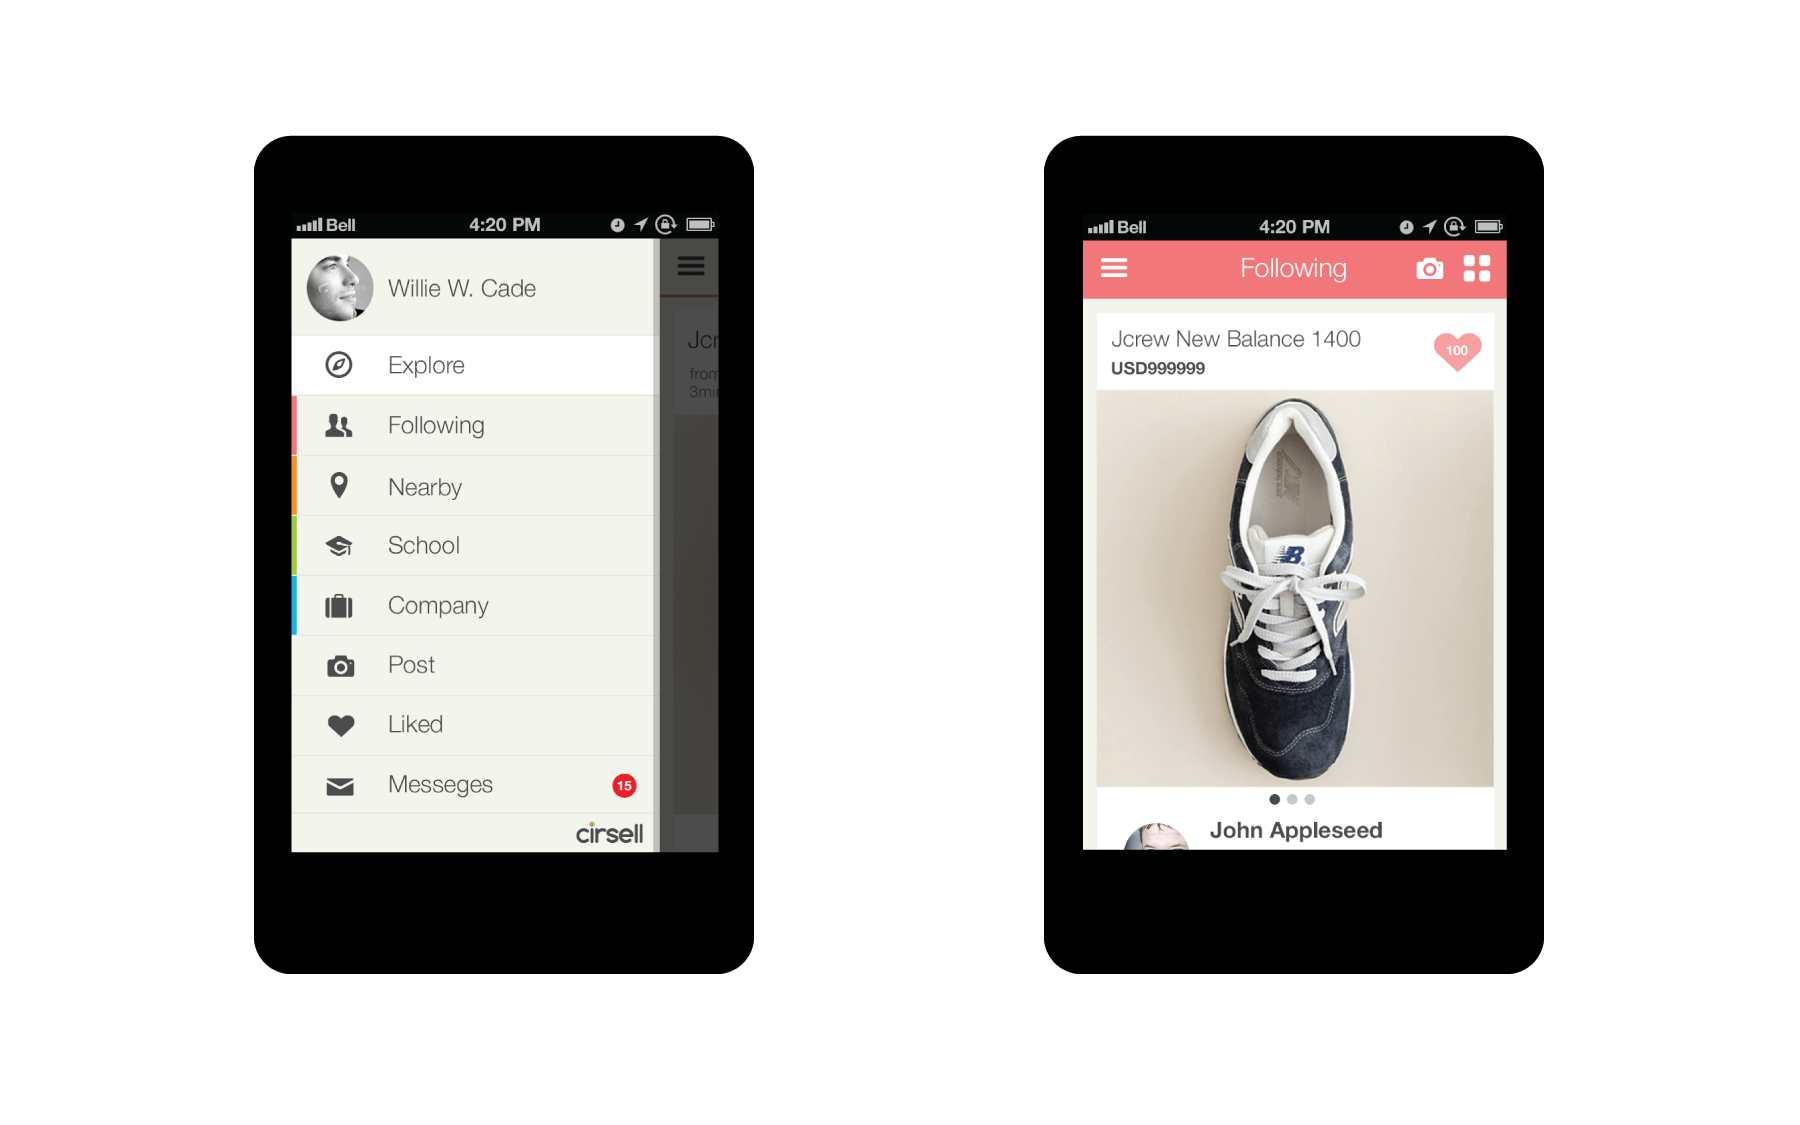 Bell 4:20 PM
Willie W. Cade
Explore
Following
Nearby
School
Company
Post
Liked
Messeges 15
cirsell
Jcr
from
3min
Bell 4:20 PM
Following
Jcrew New Balance 1400
USD999999
100
John Appleseed